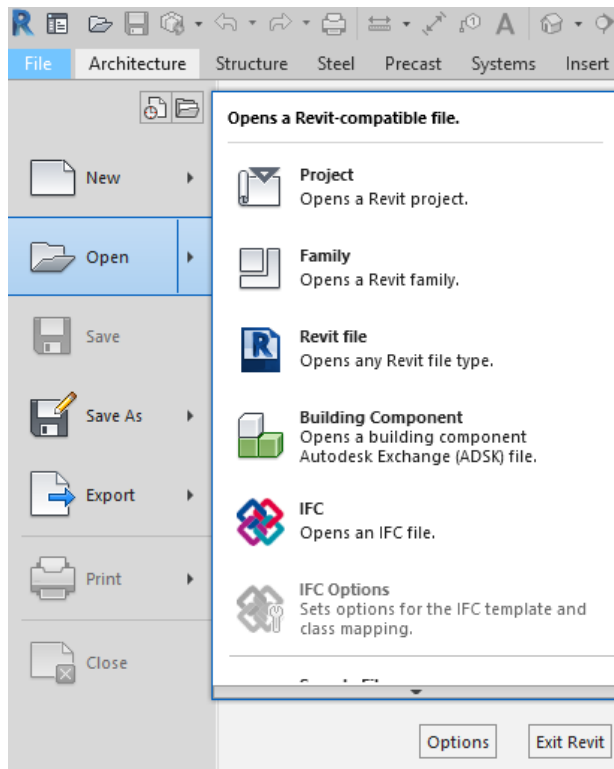 File Architecture Structure Steel Precast Systems Insert
Opens a Revit-compatible file.
New
Open
Save
Save As
Export
Print
Close
Project
Opens a Revit project.
Family
Opens a Revit family.
Revit file
Opens any Revit file type.
Building Component
Opens a building component
Autodesk Exchange (ADSK) file.
IFC
Opens an IFC file.
IFC Options
Sets options for the IFC template and
class mapping.
Options Exit Revit